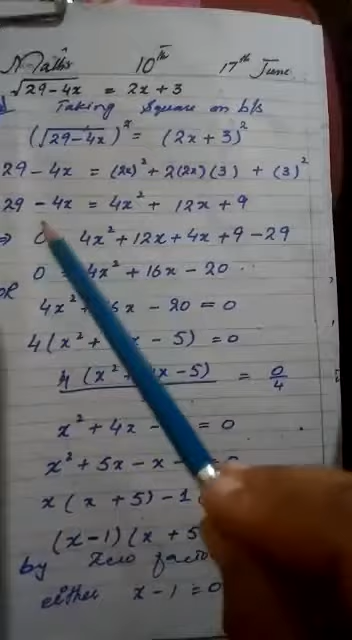 Maths 10th 17th June
√29-4x = 2x + 3
Taking Square on b/s
(√29-4x)² = (2x + 3)²
29 - 4x = (2x)² + 2(2x)(3) + (3)²
29 - 4x = 4x² + 12x + 9
⇒ 0 4x² + 12x + 4x + 9 - 29
0 4x² + 16x - 20
OR
4x² + 6x - 20 = 0
4(x² + x - 5) = 0
4(x² + x - 5) = 0/4
x² + 4x - = 0
x² + 5x - x -
x(x + 5) - 1
(x-1)(x + 5
by Zero facto
either x - 1 = 0